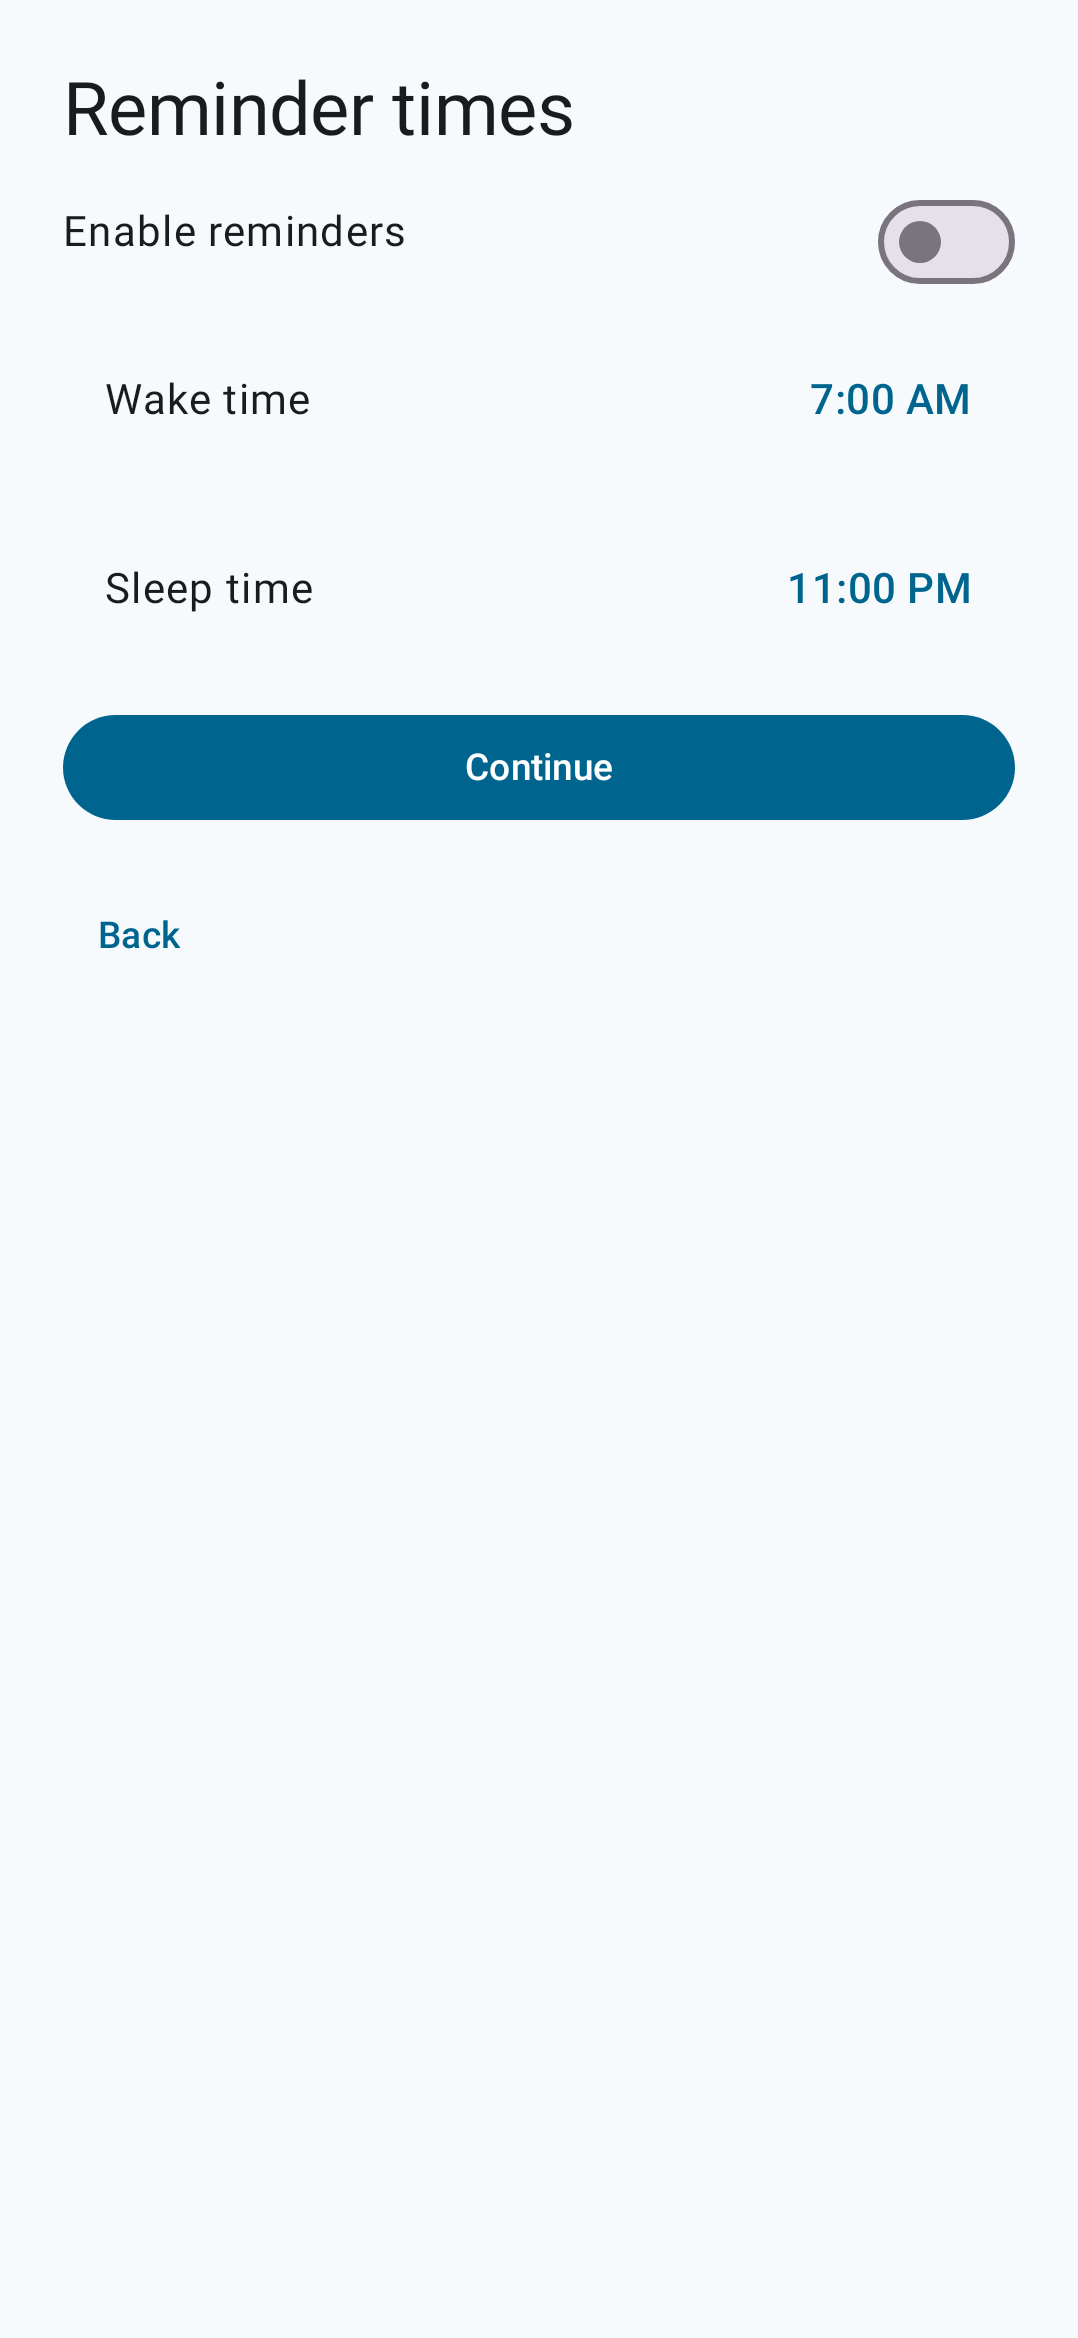 Reminder times
Enable reminders
Wake time 7:00 AM
Sleep time 11:00 PM
Continue
Back